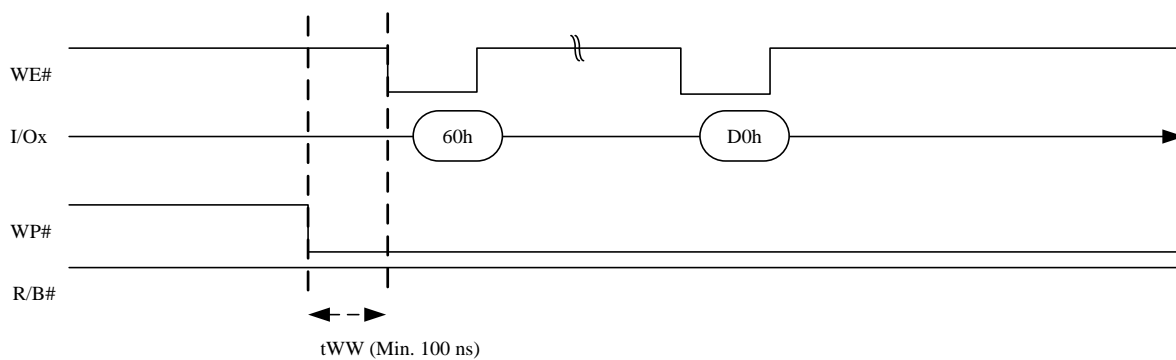 WE#
I/Ox
60h
D0h
WP#
R/B#
tWW (Min. 100 ns)